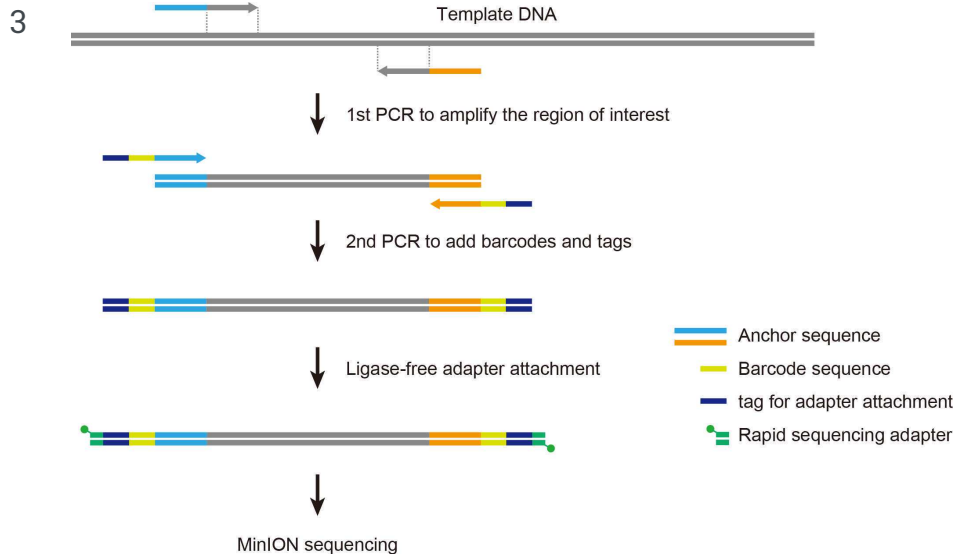 3
Template DNA
1st PCR to amplify the region of interest
2nd PCR to add barcodes and tags
Ligase-free adapter attachment
MinION sequencing
Anchor sequence
Barcode sequence
tag for adapter attachment
Rapid sequencing adapter